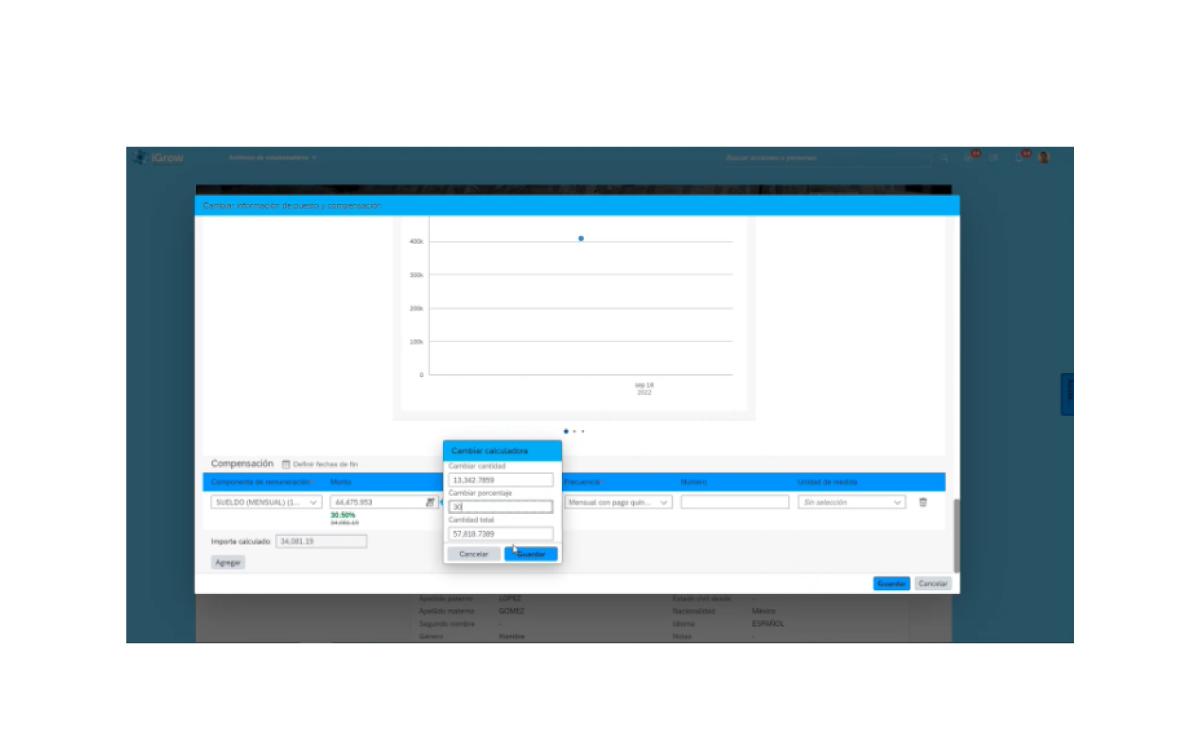 iGrow
Archivos de colaboradores
Buscar acciones o personas
Cambiar información de puesto y compensación
400k
300k
200k
100k
0
sep 18
2022
Compensación
Definir fechas de fin
Componente de remuneración
Monto
Frecuencia
Número
Unidad de medida
SUELDO (MENSUAL) (1...
44,475.953
Mensual con pago quin...
Sin selección
30.50%
34,081.19
Importe calculado
34,081.19
Agregar
Cambiar calculadora
Cambiar cantidad
13,342.7859
Cambiar porcentaje
30
Cantidad total
57,818.7389
Cancelar
Guardar
Guardar
Cancelar
Apellido paterno
LOPEZ
Estado civil desde
-
Apellido materno
GOMEZ
Nacionalidad
México
Segundo nombre
-
Idioma
ESPAÑOL
Género
Hombre
Notas
-